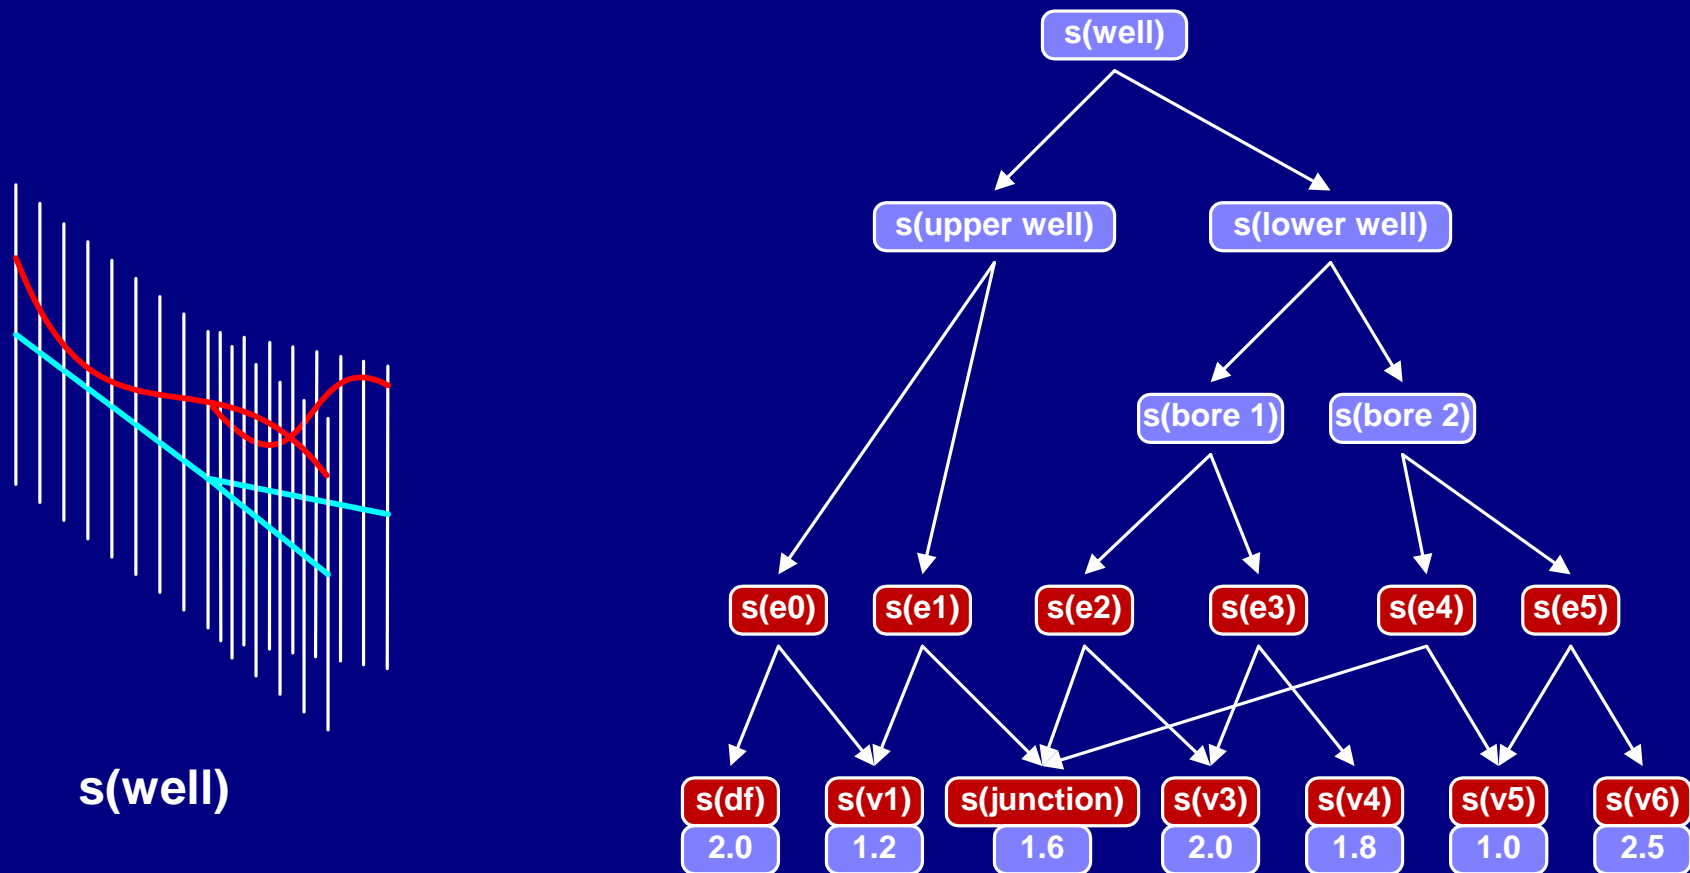 s(well)
s(upper well) s(lower well)
s(bore 1) s(bore 2)
s(e0) s(e1) s(e2) s(e3) s(e4) s(e5)
s(well)
s(df) s(v1) s(junction) s(v3) s(v4) s(v5) s(v6)
2.0 1.2 1.6 2.0 1.8 1.0 2.5